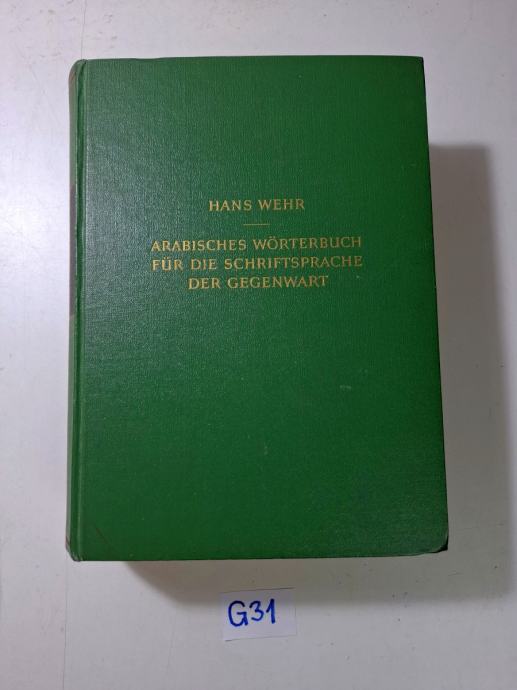 HANS WEHR
ARABISCHES WÖRTERBUCH
FÜR DIE SCHRIFTSPRACHE
DER GEGENWART
G31